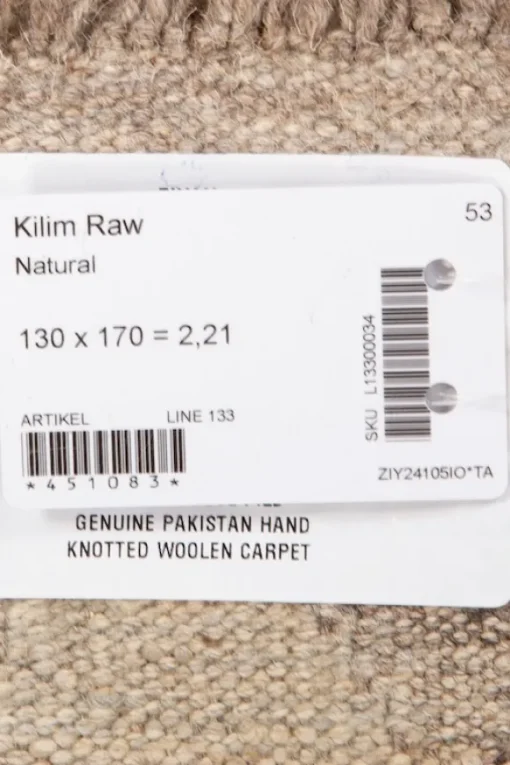 Kilim Raw
53
Natural
130 x 170 = 2,21
SKU L13300034
ARTIKEL LINE 133
*451083*
ZIY24105IO*TA
GENUINE PAKISTAN HAND
KNOTTED WOOLEN CARPET